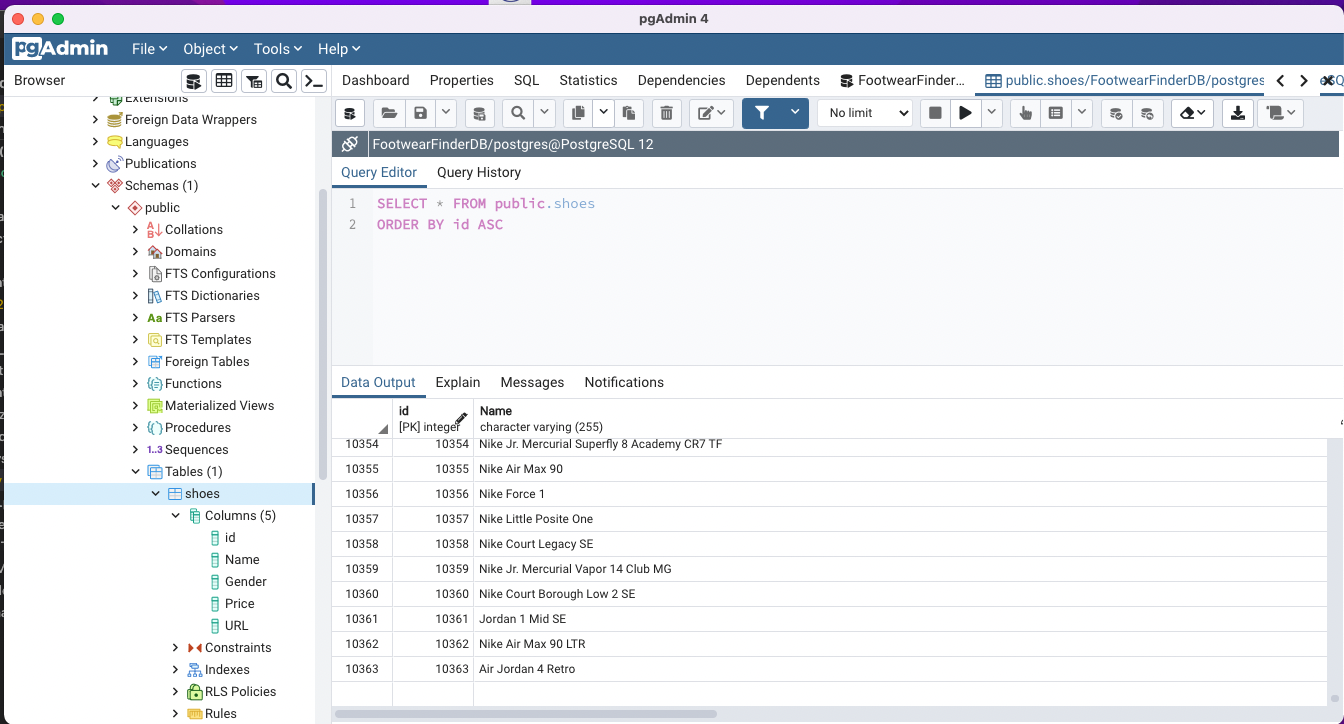 pgAdmin 4
pgAdmin File Object Tools Help
Browser
Dashboard Properties SQL Statistics Dependencies Dependents FootwearFinder... public.shoes/FootwearFinderDB/postgres
No limit
FootwearFinderDB/postgres@PostgreSQL 12
Query Editor Query History
1 SELECT * FROM public.shoes
2 ORDER BY id ASC
Extensions
Foreign Data Wrappers
Languages
Publications
Schemas (1)
public
Collations
Domains
FTS Configurations
FTS Dictionaries
Aa FTS Parsers
FTS Templates
Foreign Tables
Functions
Materialized Views
Procedures
1..3 Sequences
Tables (1)
shoes
Columns (5)
id
Name
Gender
Price
URL
Constraints
Indexes
RLS Policies
Rules
Data Output Explain Messages Notifications
id Name
[PK] integer character varying (255)
10354 10354 Nike Jr. Mercurial Superfly 8 Academy CR7 TF
10355 10355 Nike Air Max 90
10356 10356 Nike Force 1
10357 10357 Nike Little Posite One
10358 10358 Nike Court Legacy SE
10359 10359 Nike Jr. Mercurial Vapor 14 Club MG
10360 10360 Nike Court Borough Low 2 SE
10361 10361 Jordan 1 Mid SE
10362 10362 Nike Air Max 90 LTR
10363 10363 Air Jordan 4 Retro